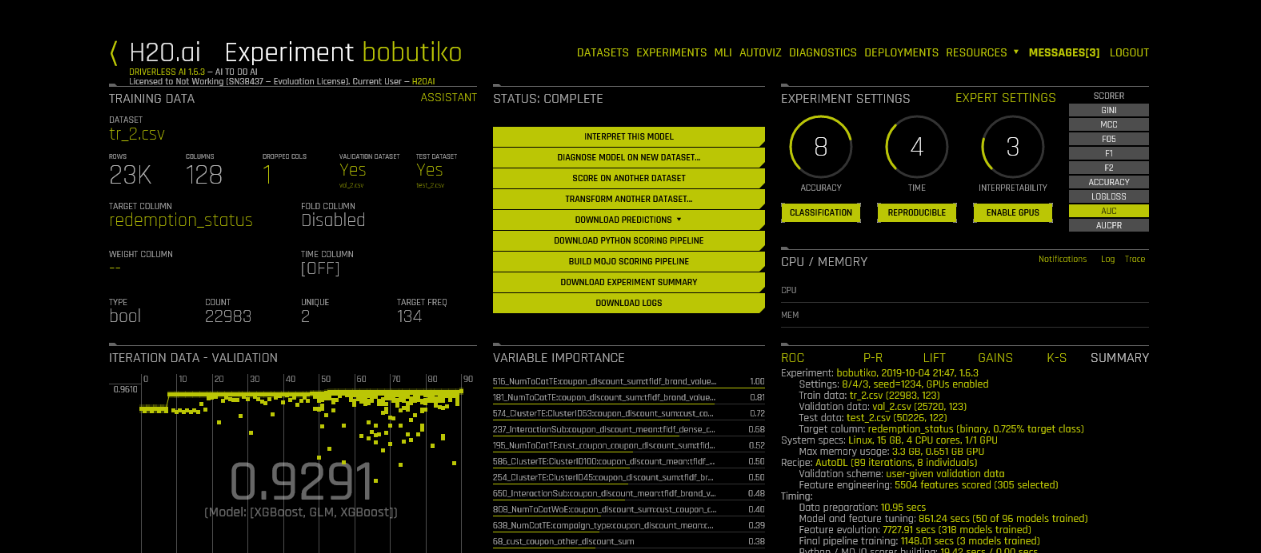 H2O.ai Experiment bobutiko
DRIVERLESS AI 1.6.3 – AI TO DO AI
Licensed to Not Working (SN38437 – Evaluation License). Current User – H2OAI
DATASETS EXPERIMENTS MLI AUTOVIZ DIAGNOSTICS DEPLOYMENTS RESOURCES MESSAGES[3] LOGOUT
TRAINING DATA
ASSISTANT
DATASET
tr_2.csv
ROWS COLUMNS DROPPED COLS VALIDATION DATASET TEST DATASET
23K 128 1 Yes Yes
val_2.csv test_2.csv
TARGET COLUMN FOLD COLUMN
redemption_status Disabled
WEIGHT COLUMN TIME COLUMN
-- [OFF]
TYPE COUNT UNIQUE TARGET FREQ
bool 22983 2 134
STATUS: COMPLETE
INTERPRET THIS MODEL
DIAGNOSE MODEL ON NEW DATASET...
SCORE ON ANOTHER DATASET
TRANSFORM ANOTHER DATASET...
DOWNLOAD PREDICTIONS
DOWNLOAD PYTHON SCORING PIPELINE
BUILD MOJO SCORING PIPELINE
DOWNLOAD EXPERIMENT SUMMARY
DOWNLOAD LOGS
EXPERIMENT SETTINGS
EXPERT SETTINGS
8 4 3
ACCURACY TIME INTERPRETABILITY
CLASSIFICATION REPRODUCIBLE ENABLE GPUS
SCORER
GINI
MCC
F05
F1
F2
ACCURACY
LOGLOSS
AUC
AUCPR
CPU / MEMORY
Notifications Log Trace
CPU
MEM
ITERATION DATA - VALIDATION
0 10 20 30 40 50 60 70 80 90
0.9610
0.9291
(Model: [XGBoost, GLM, XGBoost])
VARIABLE IMPORTANCE
516_NumToCatTE:coupon_discount_sum:tfidf_brand_value... 1.00
181_NumToCatTE:coupon_discount_sum:tfidf_brand_value... 0.81
574_ClusterTE:ClusterID63:coupon_discount_sum:cust_co... 0.72
237_InteractionSub:coupon_discount_mean:tfidf_dense_c... 0.68
195_NumToCatTE:cust_coupon_coupon_discount_sum:tfid... 0.52
586_ClusterTE:ClusterID100:coupon_discount_mean:tfidf_... 0.50
254_ClusterTE:ClusterID45:coupon_discount_sum:tfidf_br... 0.50
650_InteractionSub:coupon_discount_mean:tfidf_brand_v... 0.48
808_NumToCatWoE:coupon_discount_sum:cust_coupon_c... 0.40
638_NumCatTE:campaign_type:coupon_discount_mean:c... 0.39
68_cust_coupon_other_discount_sum 0.38
ROC P-R LIFT GAINS K-S SUMMARY
Experiment: bobutiko, 2019-10-04 21:47, 1.6.3
Settings: 8/4/3, seed=1234, GPUs enabled
Train data: tr_2.csv (22983, 123)
Validation data: val_2.csv (25720, 123)
Test data: test_2.csv (50226, 122)
Target column: redemption_status (binary, 0.725% target class)
System specs: Linux, 15 GB, 4 CPU cores, 1/1 GPU
Max memory usage: 3.3 GB, 0.651 GB GPU
Recipe: AutoDL (89 iterations, 8 individuals)
Validation scheme: user-given validation data
Feature engineering: 5504 features scored (305 selected)
Timing:
Data preparation: 10.95 secs
Model and feature tuning: 861.24 secs (50 of 96 models trained)
Feature evolution: 7727.91 secs (318 models trained)
Final pipeline training: 1148.01 secs (3 models trained)
Python / MOJO scorer building: 19.42 secs / 0.00 secs